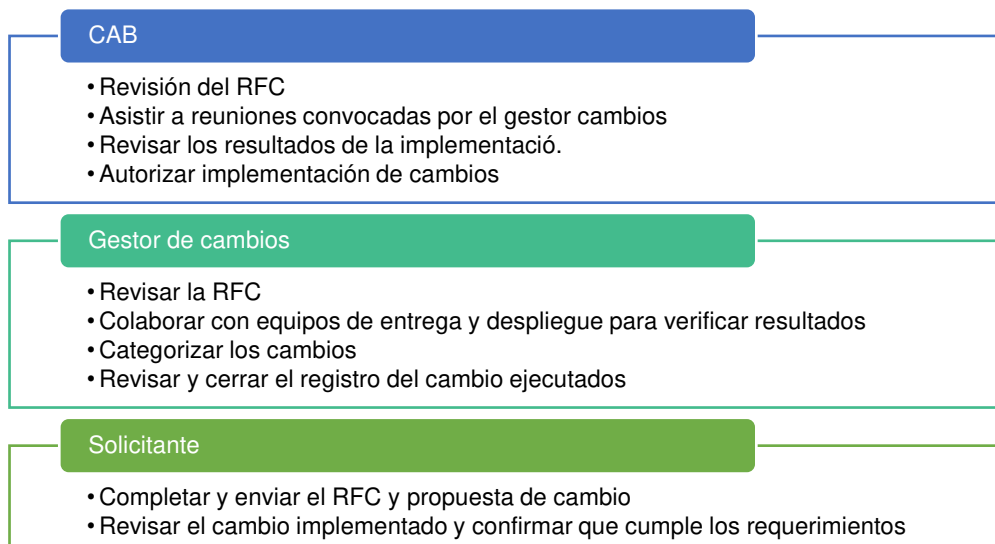 CAB
• Revisión del RFC
• Asistir a reuniones convocadas por el gestor cambios
• Revisar los resultados de la implementació.
• Autorizar implementación de cambios
Gestor de cambios
• Revisar la RFC
• Colaborar con equipos de entrega y despliegue para verificar resultados
• Categorizar los cambios
• Revisar y cerrar el registro del cambio ejecutados
Solicitante
• Completar y enviar el RFC y propuesta de cambio
• Revisar el cambio implementado y confirmar que cumple los requerimientos